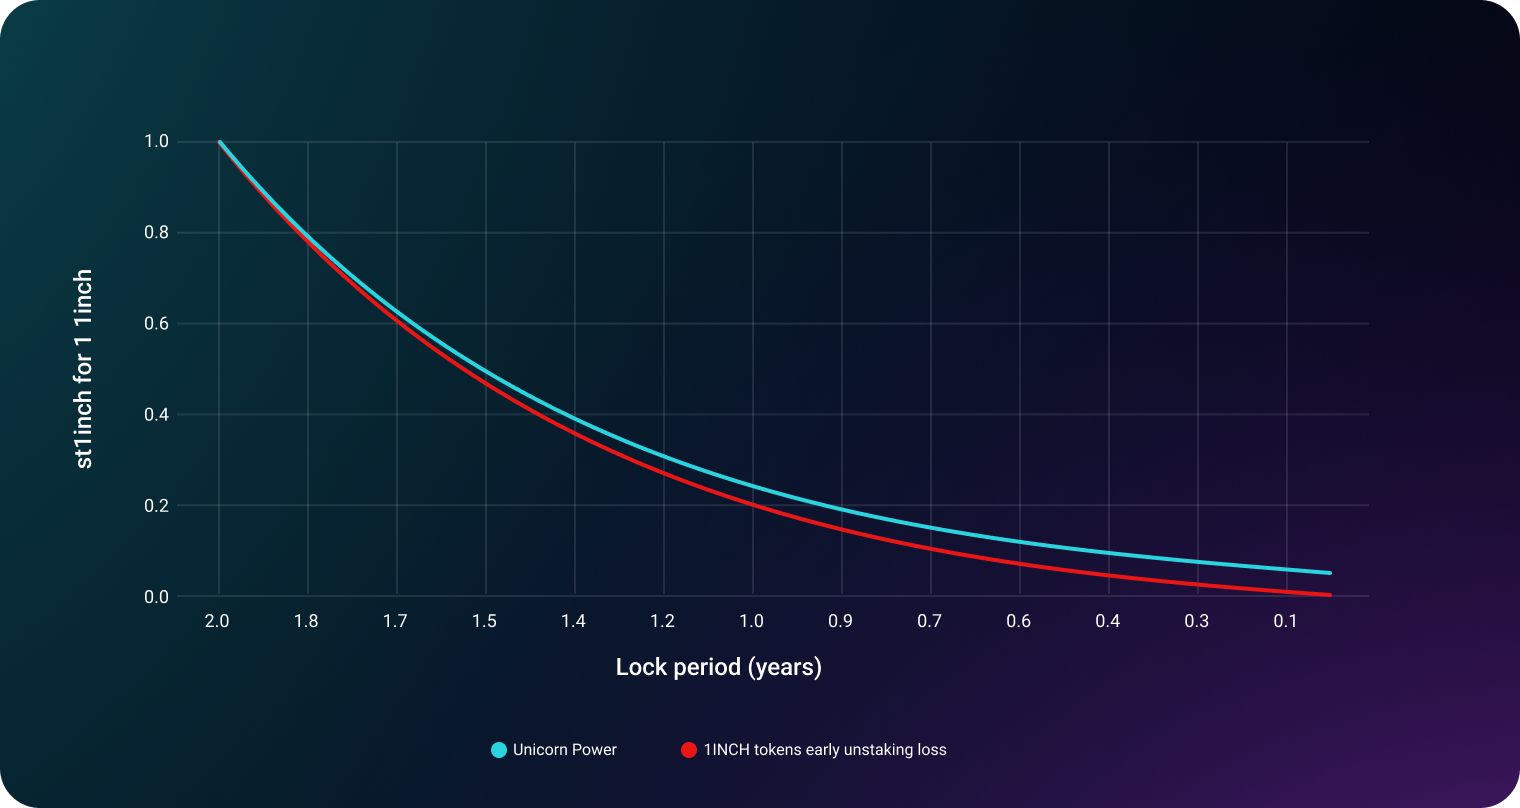 st1inch for 1 1inch
1.0
0.8
0.6
0.4
0.2
0.0
2.0 1.8 1.7 1.5 1.4 1.2 1.0 0.9 0.7 0.6 0.4 0.3 0.1
Lock period (years)
Unicorn Power 1INCH tokens early unstaking loss